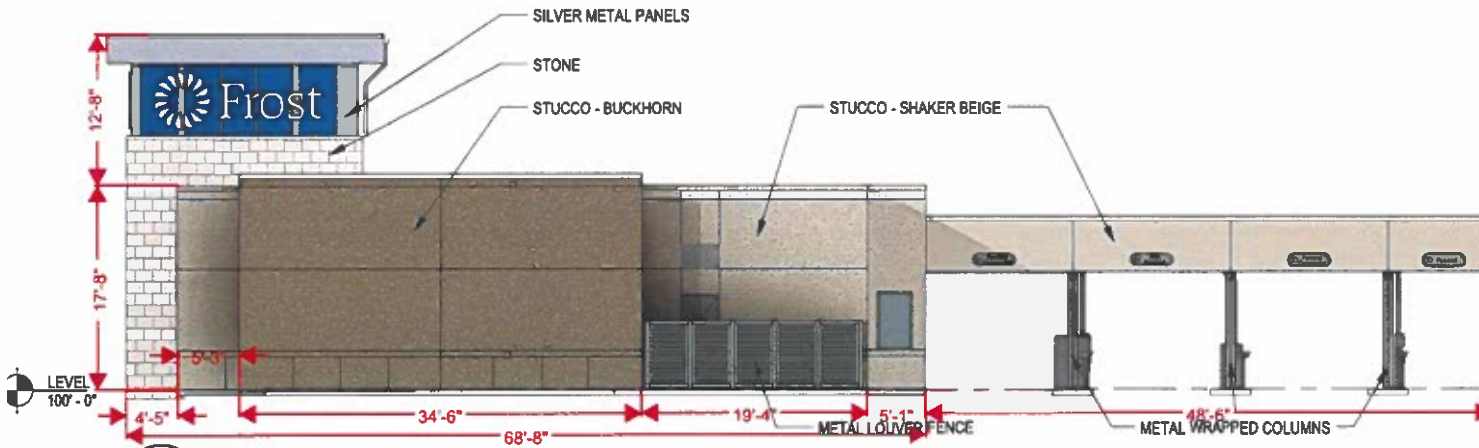 SILVER METAL PANELS
STONE
Frost
STUCCO - BUCKHORN
STUCCO - SHAKER BEIGE
12'-8"
17'-8"
5'-3"
LEVEL
100' - 0"
4'-5"
34'-6"
19'-4"
5'-1"
48'-6"
METAL LOUVER FENCE
METAL WRAPPED COLUMNS
68'-8"